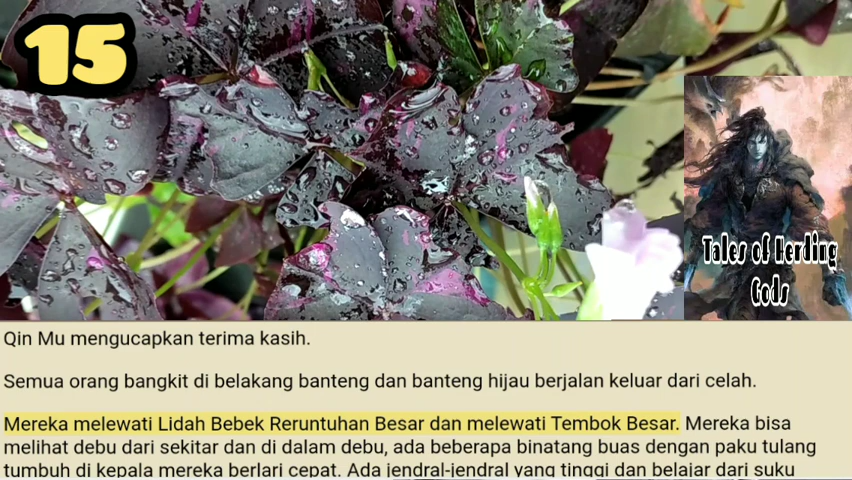 15
Tales of Herding
Gods
Qin Mu mengucapkan terima kasih.
Semua orang bangkit di belakang banteng dan banteng hijau berjalan keluar dari celah.
Mereka melewati Lidah Bebek Reruntuhan Besar dan melewati Tembok Besar. Mereka bisa
melihat debu dari sekitar dan di dalam debu, ada beberapa binatang buas dengan paku tulang
tumbuh di kepala mereka berlari cepat. Ada jendral-jendral yang tinggi dan belajar dari suku